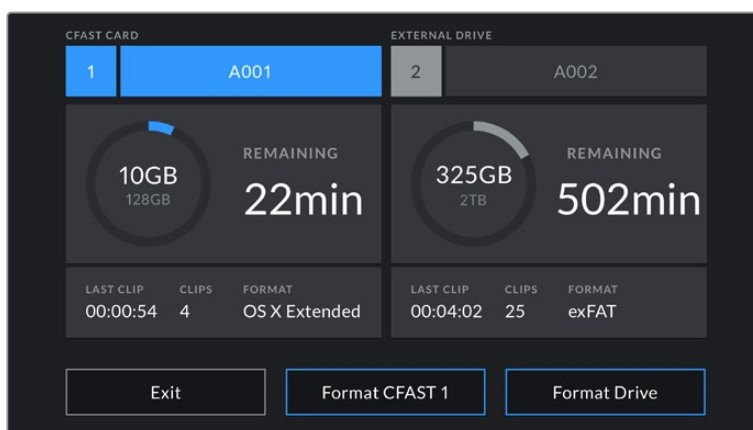 CFAST CARD
EXTERNAL DRIVE
1
A001
2
A002
10GB
128GB
REMAINING
22min
325GB
2TB
REMAINING
502min
LAST CLIP CLIPS FORMAT
00:00:54 4 OS X Extended
LAST CLIP CLIPS FORMAT
00:04:02 25 exFAT
Exit
Format CFAST 1
Format Drive